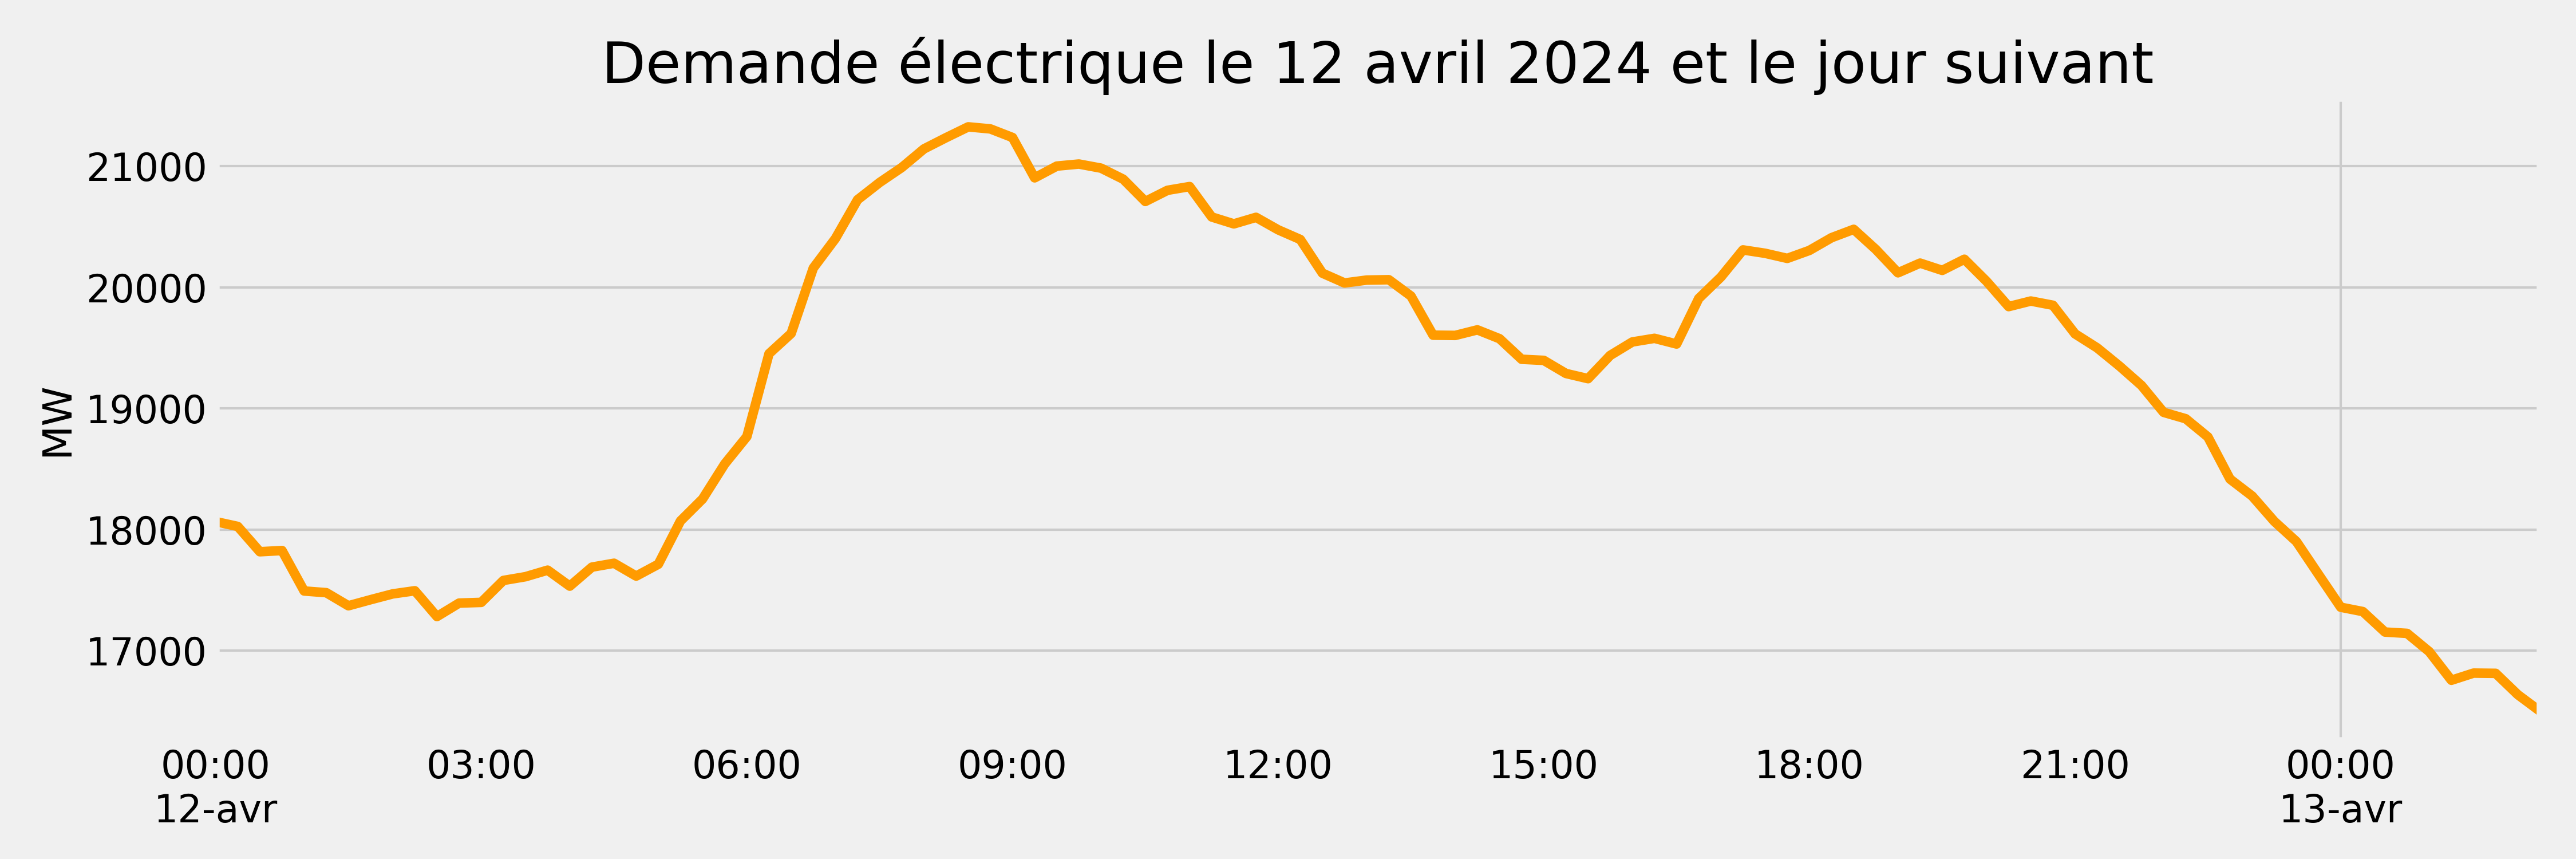 Demande électrique le 12 avril 2024 et le jour suivant
MW
21000
20000
19000
18000
17000
00:00 03:00 06:00 09:00 12:00 15:00 18:00 21:00 00:00
12-avr 13-avr